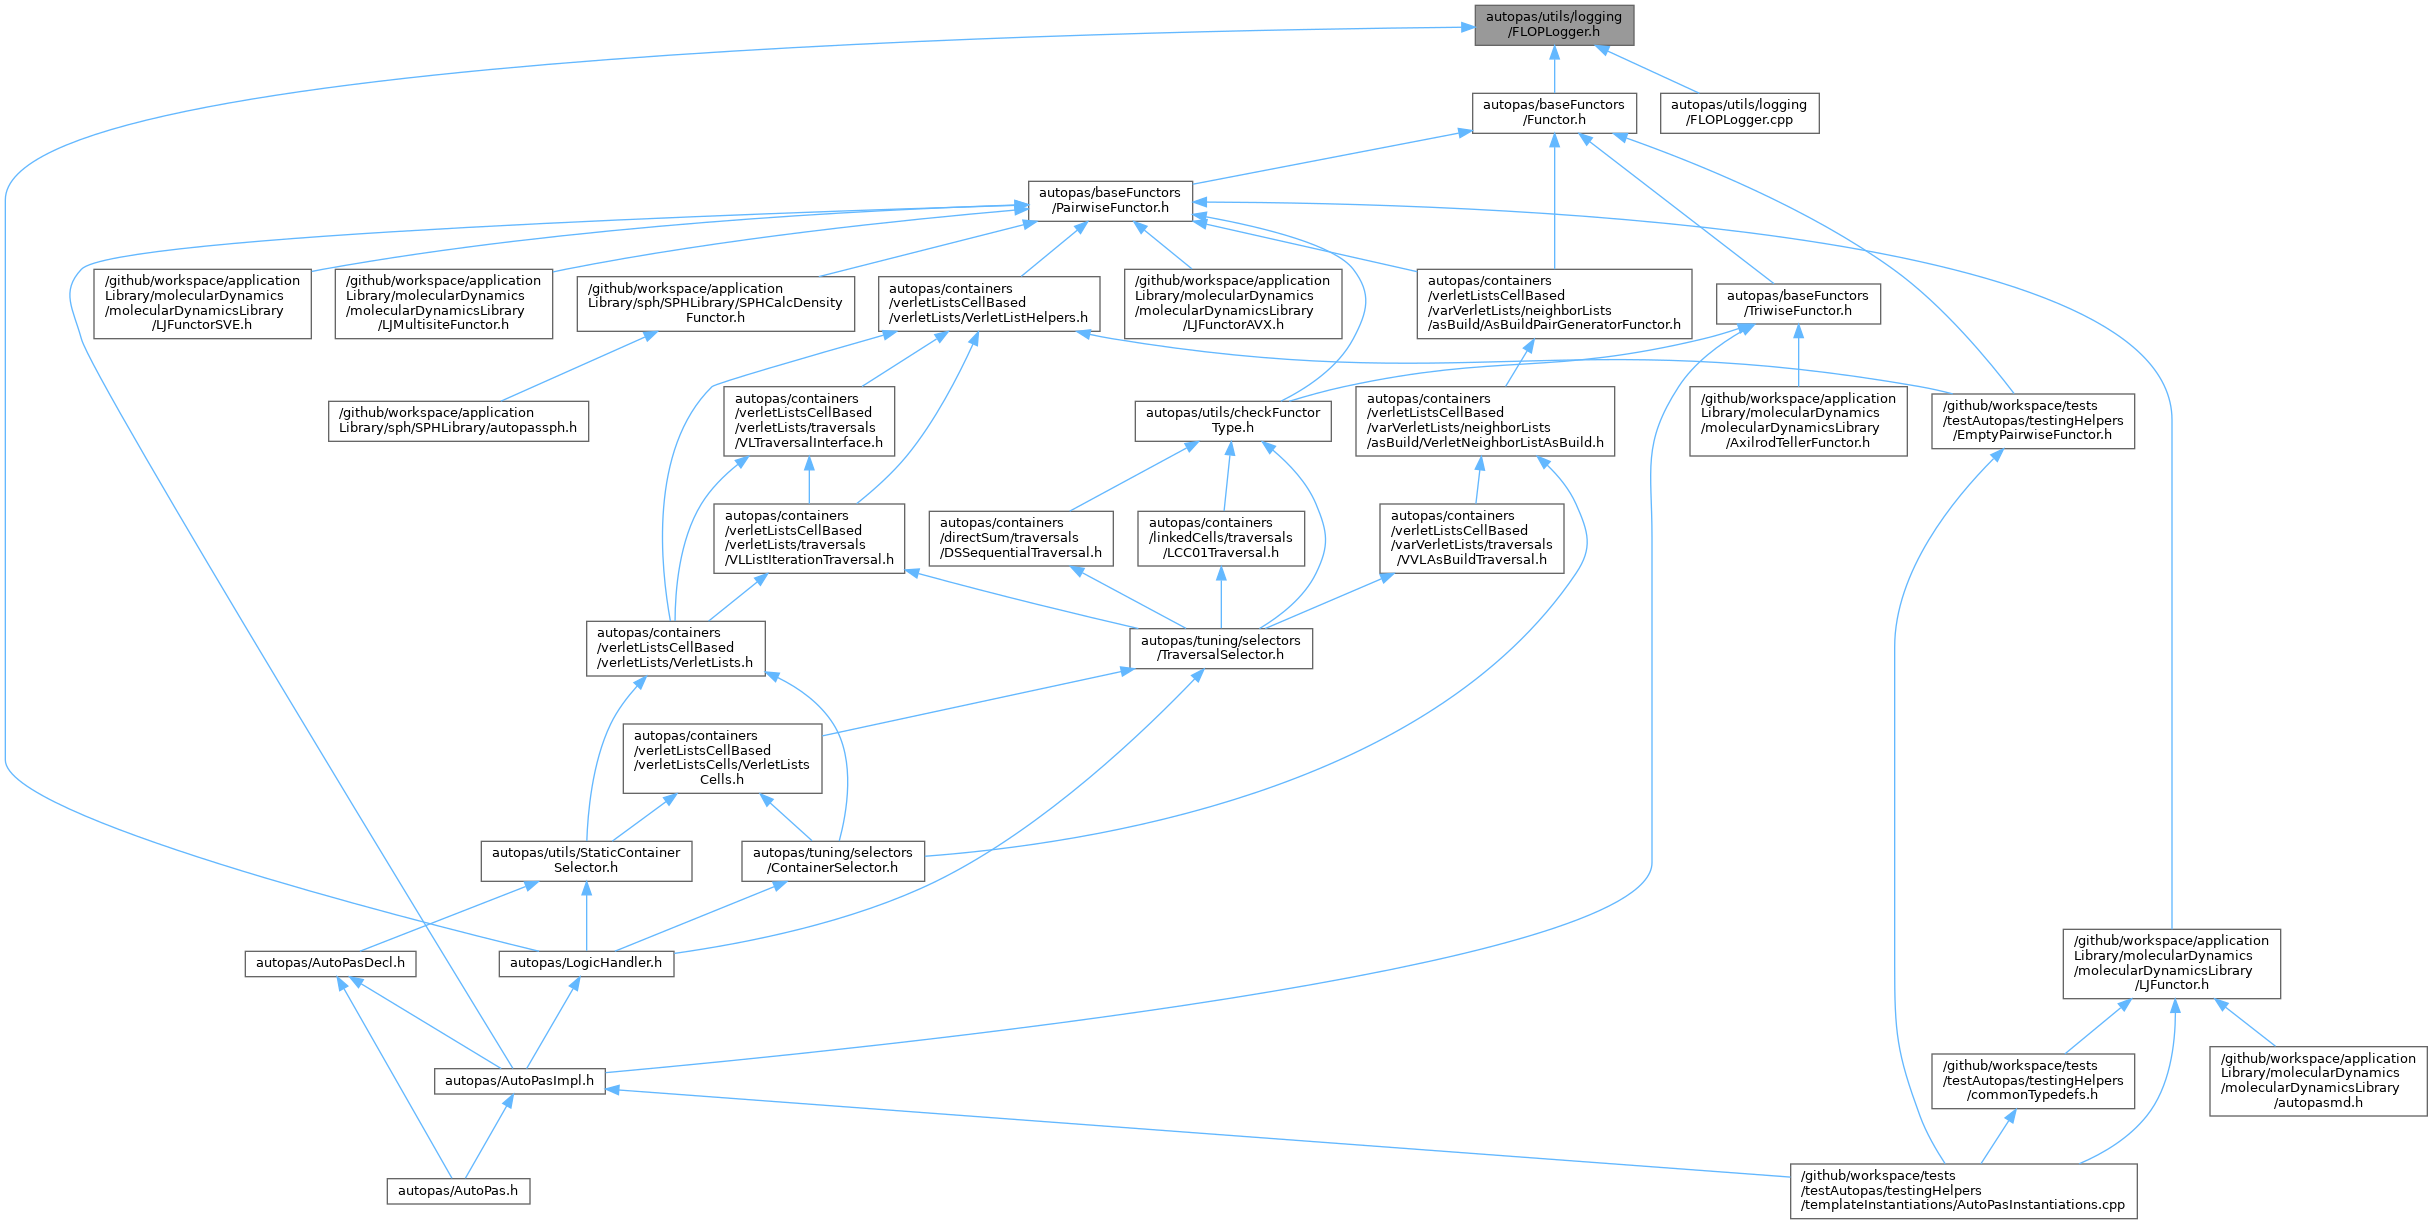 autopas/utils/logging
/FLOPLogger.h
autopas/baseFunctors
/Functor.h
autopas/utils/logging
/FLOPLogger.cpp
autopas/baseFunctors
/PairwiseFunctor.h
/github/workspace/application
Library/molecularDynamics
/molecularDynamicsLibrary
/LJFunctorSVE.h
/github/workspace/application
Library/molecularDynamics
/molecularDynamicsLibrary
/LJMultisiteFunctor.h
/github/workspace/application
Library/sph/SPHLibrary/SPHCalcDensity
Functor.h
autopas/containers
/verletListsCellBased
/verletLists/VerletListHelpers.h
/github/workspace/application
Library/molecularDynamics
/molecularDynamicsLibrary
/LJFunctorAVX.h
autopas/containers
/verletListsCellBased
/varVerletLists/neighborLists
/asBuild/AsBuildPairGeneratorFunctor.h
autopas/baseFunctors
/TriwiseFunctor.h
/github/workspace/application
Library/sph/SPHLibrary/autopassph.h
autopas/containers
/verletListsCellBased
/verletLists/traversals
/VLTraversalInterface.h
autopas/utils/checkFunctor
Type.h
autopas/containers
/verletListsCellBased
/varVerletLists/neighborLists
/asBuild/VerletNeighborListAsBuild.h
/github/workspace/application
Library/molecularDynamics
/molecularDynamicsLibrary
/AxilrodTellerFunctor.h
/github/workspace/tests
/testAutopas/testingHelpers
/EmptyPairwiseFunctor.h
autopas/containers
/verletListsCellBased
/verletLists/traversals
/VLListIterationTraversal.h
autopas/containers
/directSum/traversals
/DSSequentialTraversal.h
autopas/containers
/linkedCells/traversals
/LCC01Traversal.h
autopas/containers
/verletListsCellBased
/varVerletLists/traversals
/VVLAsBuildTraversal.h
autopas/containers
/verletListsCellBased
/verletLists/VerletLists.h
autopas/tuning/selectors
/TraversalSelector.h
autopas/containers
/verletListsCellBased
/verletListsCells/VerletLists
Cells.h
autopas/utils/StaticContainer
Selector.h
autopas/tuning/selectors
/ContainerSelector.h
autopas/AutoPasDecl.h
autopas/LogicHandler.h
/github/workspace/application
Library/molecularDynamics
/molecularDynamicsLibrary
/LJFunctor.h
autopas/AutoPasImpl.h
/github/workspace/tests
/testAutopas/testingHelpers
/commonTypedefs.h
/github/workspace/application
Library/molecularDynamics
/molecularDynamicsLibrary
/autopasmd.h
autopas/AutoPas.h
/github/workspace/tests
/testAutopas/testingHelpers
/templateInstantiations/AutoPasInstantiations.cpp